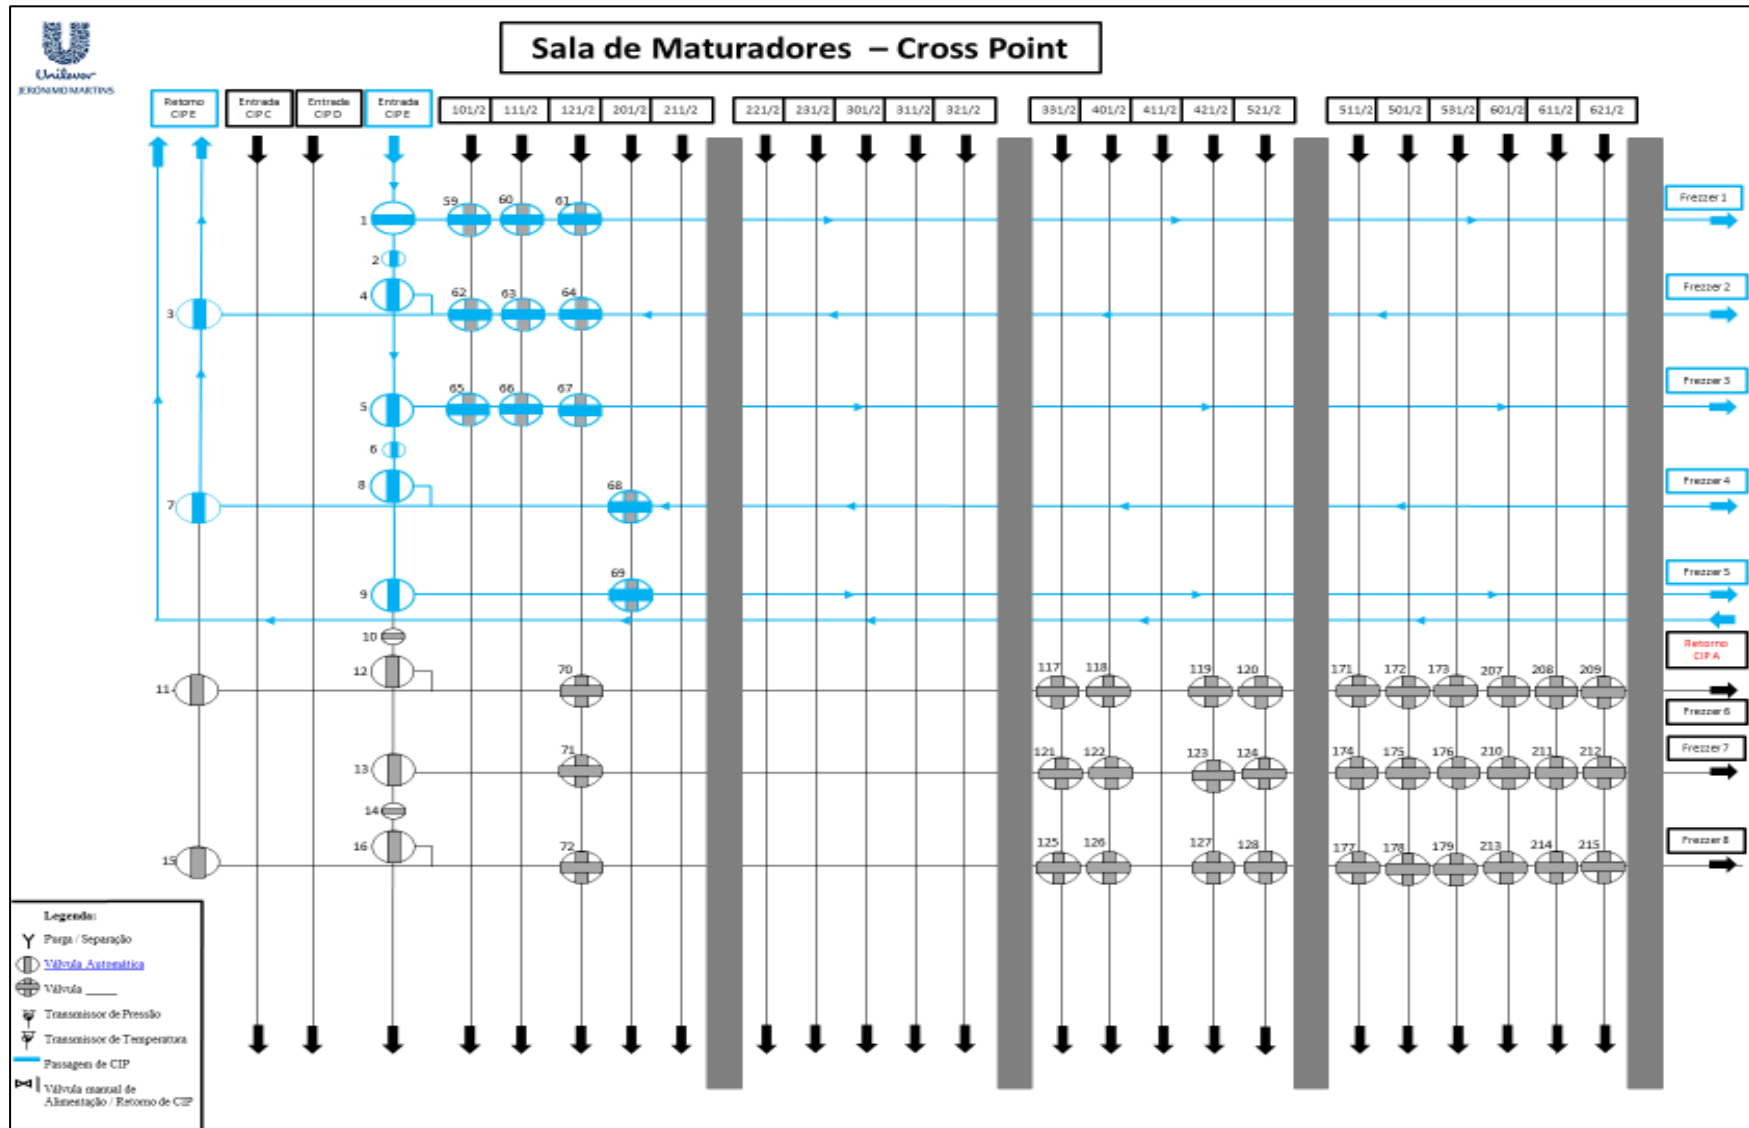 Sala de Maturadores – Cross Point
Unilever
JERÓNIMO MARTINS
Retorno
CIP E
Entrada
CIP C
Entrada
CIP D
Entrada
CIP E
101/2 111/2 121/2 201/2 211/2
221/2 231/2 301/2 311/2 321/2
331/2 401/2 411/2 421/2 521/2
511/2 501/2 531/2 601/2 611/2 621/2
59 60 61
Frezzer 1
1
2
4
62 63 64
Frezzer 2
3
65 66 67
Frezzer 3
5
6
8
68
Frezzer 4
7
69
Frezzer 5
9
10
Retorno
CIP A
12
70
117 118 119 120
171 172 173 207 208 209
11
Frezzer 6
71
121 122 123 124
174 175 176 210 211 212
Frezzer 7
13
14
16
72
125 126 127 128
177 178 179 213 214 215
Frezzer 8
15
Legenda:
Purga / Separação
Válvula Automática
Válvula _____
Transmissor de Pressão
Transmissor de Temperatura
Passagem de CIP
Válvula manual de
Alimentação / Retorno de CIP